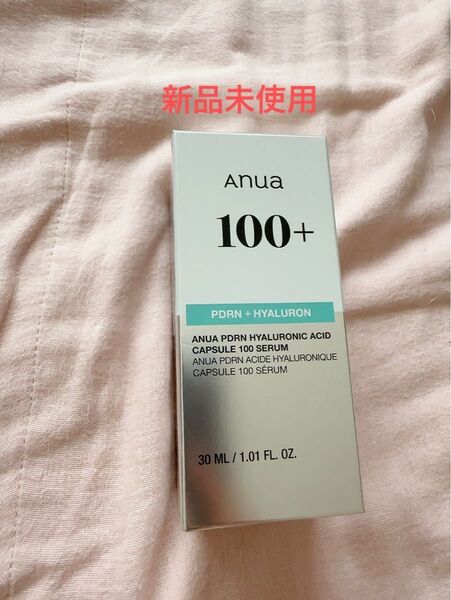 新品未使用
Anua
100+
PDRN + HYALURON
ANUA PDRN HYALURONIC ACID
CAPSULE 100 SERUM
ANUA PDRN ACIDE HYALURONIQUE
CAPSULE 100 SÉRUM
30 ML / 1.01 FL. OZ.